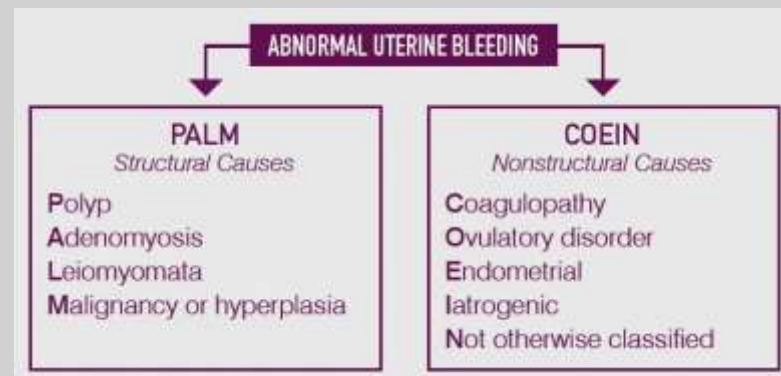 ABNORMAL UTERINE BLEEDING
PALM
Structural Causes
Polyp
Adenomyosis
Leiomyomata
Malignancy or hyperplasia
COEIN
Nonstructural Causes
Coagulopathy
Ovulatory disorder
Endometrial
Iatrogenic
Not otherwise classified